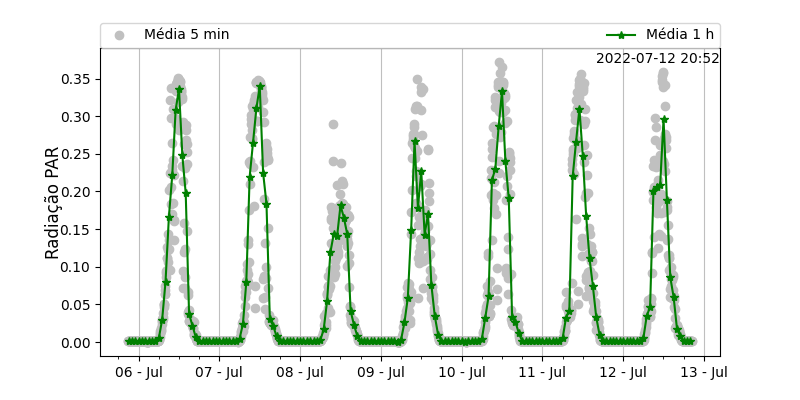 Média 5 min
Média 1 h
2022-07-12 20:52
Radiação PAR
0.35
0.30
0.25
0.20
0.15
0.10
0.05
0.00
06 - Jul
07 - Jul
08 - Jul
09 - Jul
10 - Jul
11 - Jul
12 - Jul
13 - Jul